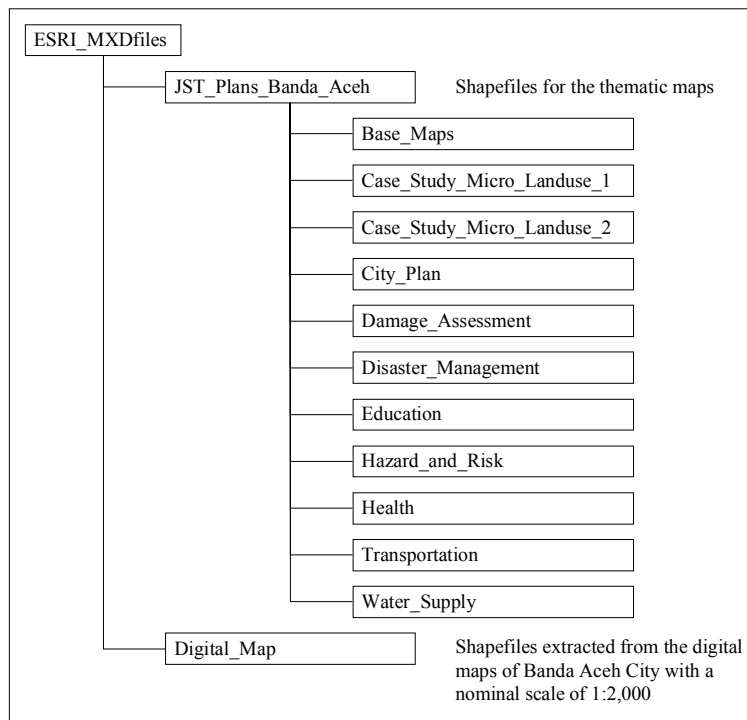 ESRI_MXDfiles
JST_Plans_Banda_Aceh
Shapefiles for the thematic maps
Base_Maps
Case_Study_Micro_Landuse_1
Case_Study_Micro_Landuse_2
City_Plan
Damage_Assessment
Disaster_Management
Education
Hazard_and_Risk
Health
Transportation
Water_Supply
Digital_Map
Shapefiles extracted from the digital
maps of Banda Aceh City with a
nominal scale of 1:2,000